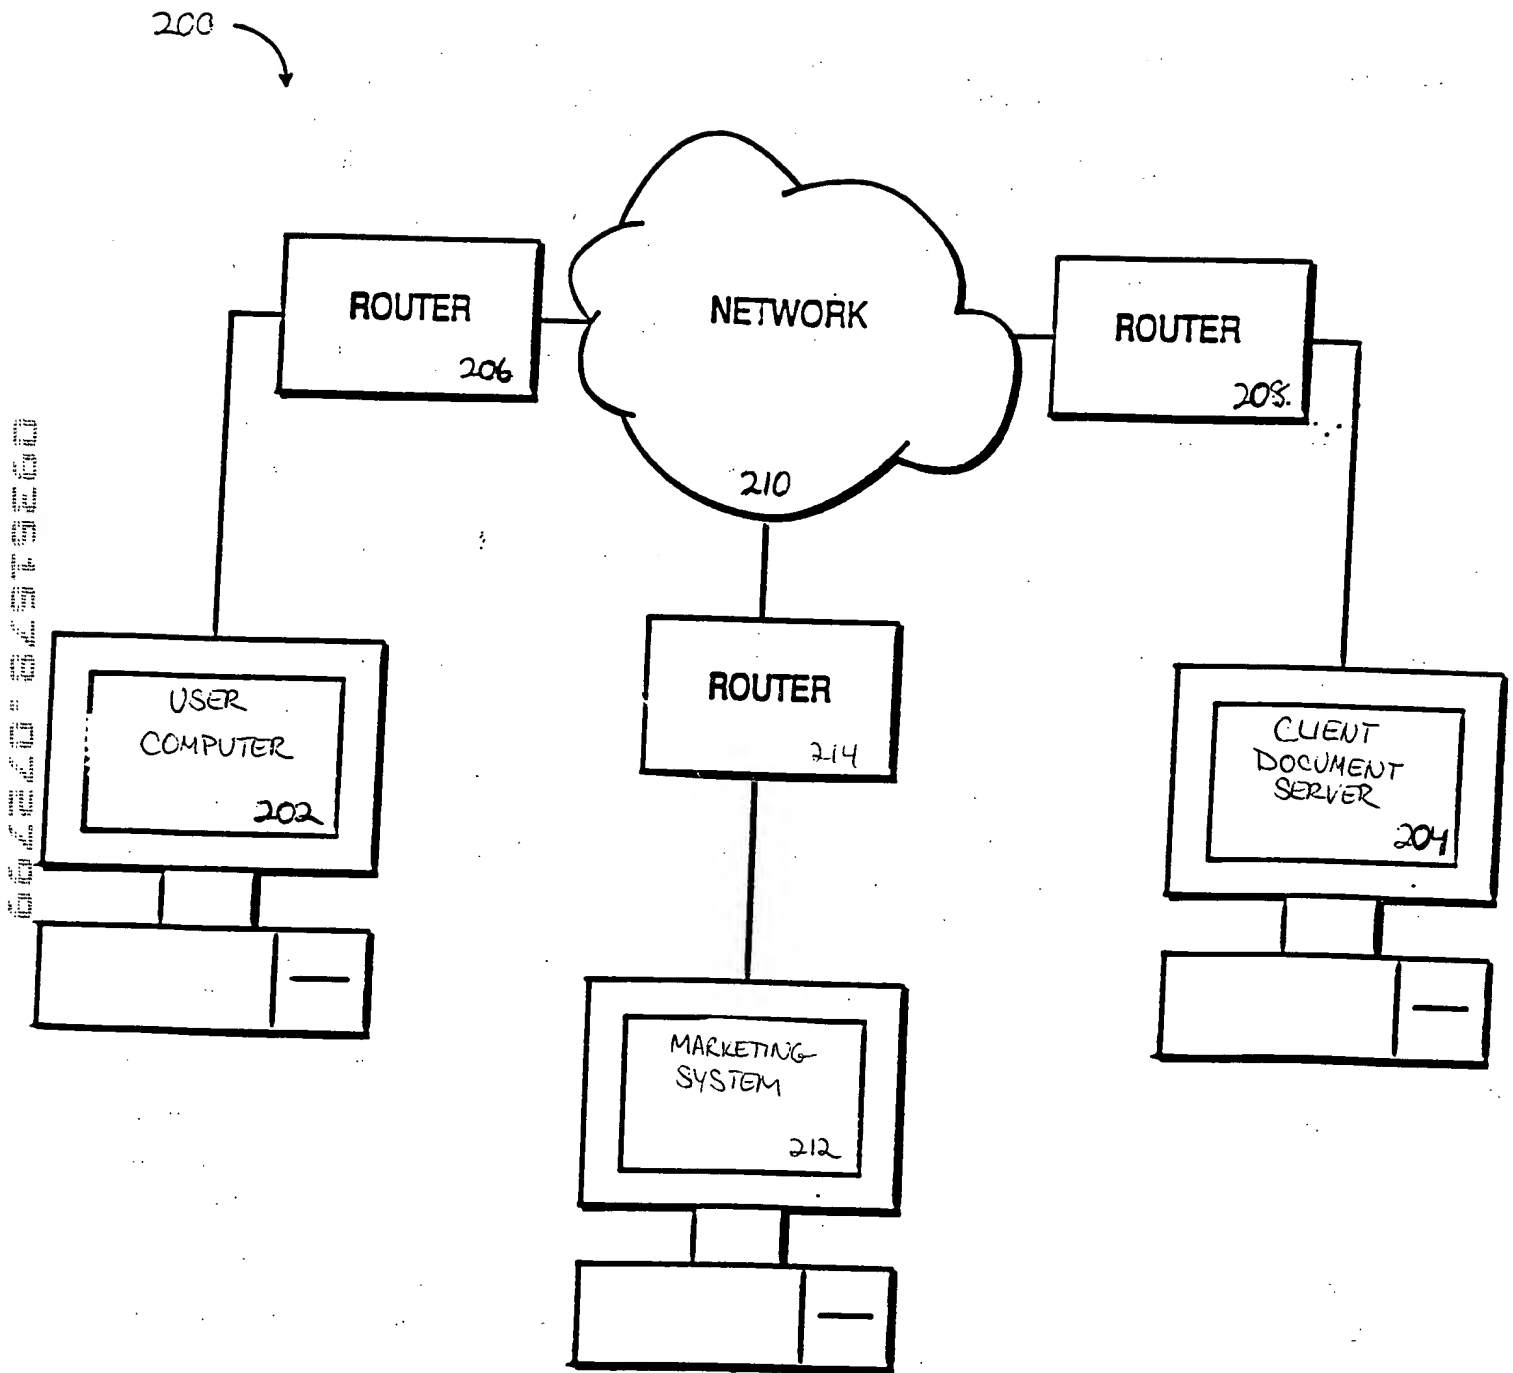 200
ROUTER
206
NETWORK
210
ROUTER
208
ROUTER
214
USER
COMPUTER
202
CLIENT
DOCUMENT
SERVER
204
MARKETING
SYSTEM
212